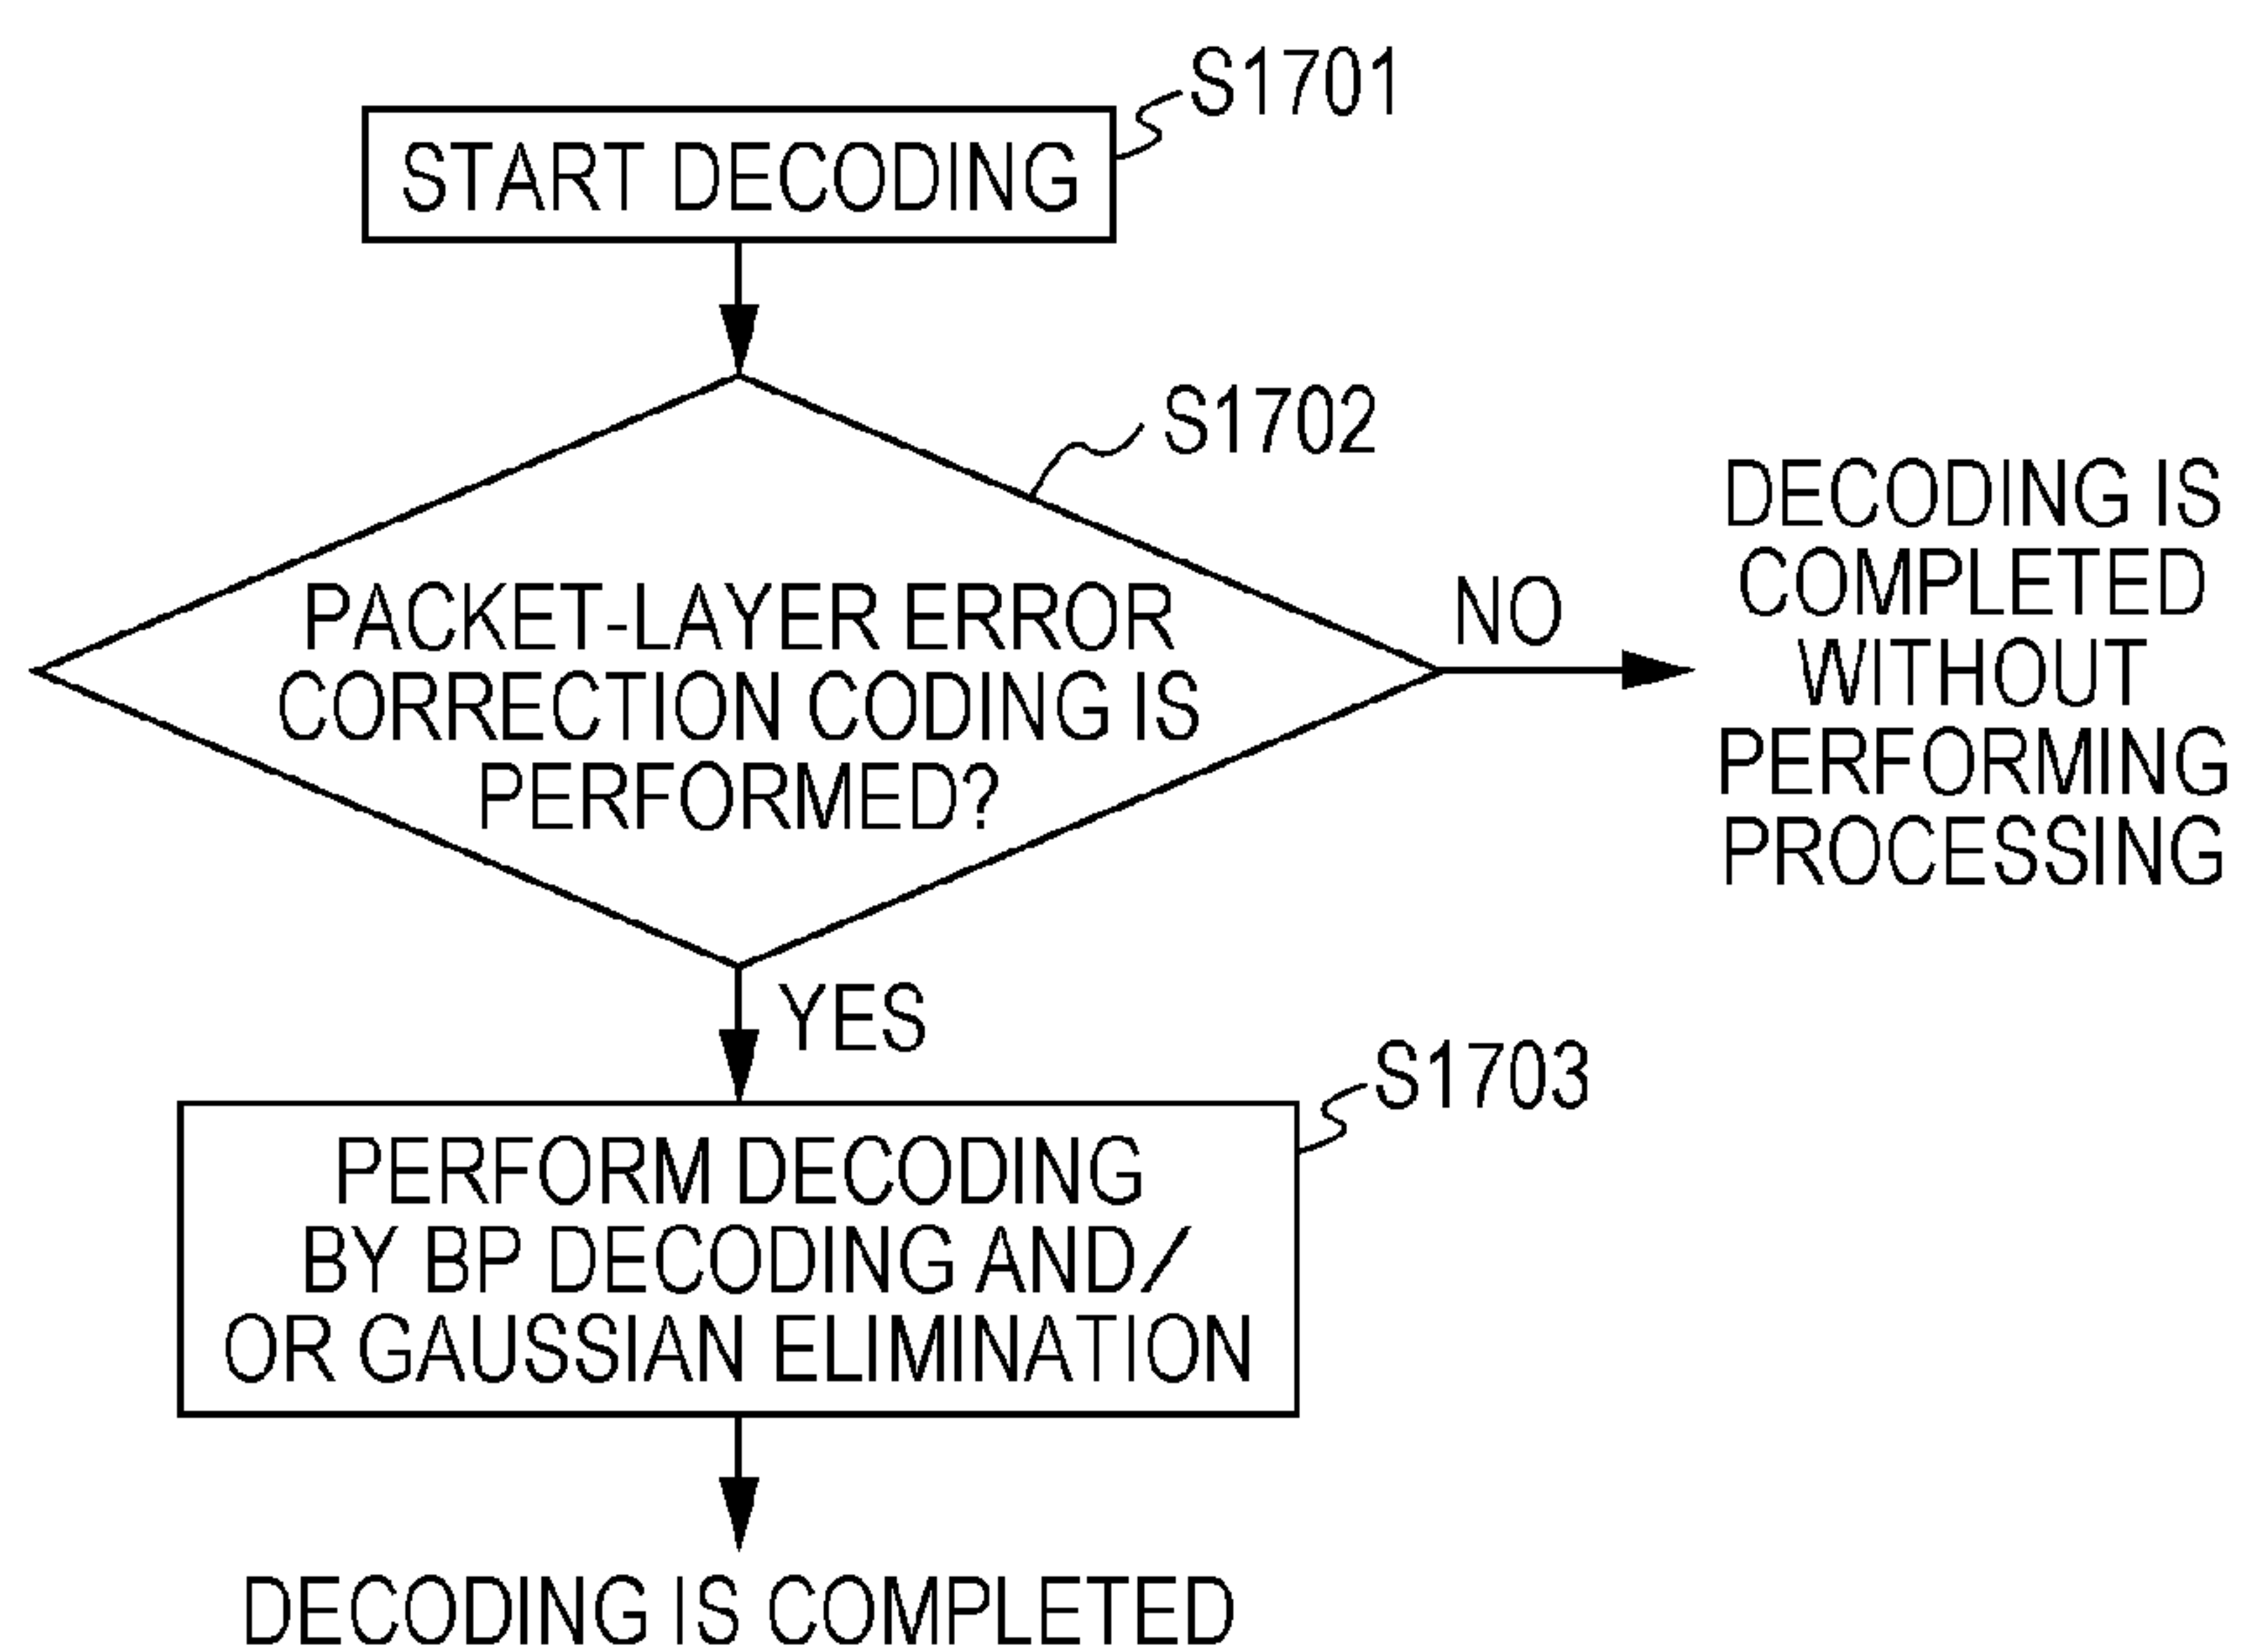 S1701
START DECODING
S1702
PACKET-LAYER ERROR
CORRECTION CODING IS
PERFORMED?
NO
DECODING IS
COMPLETED
WITHOUT
PERFORMING
PROCESSING
YES
S1703
PERFORM DECODING
BY BP DECODING AND/
OR GAUSSIAN ELIMINATION
DECODING IS COMPLETED